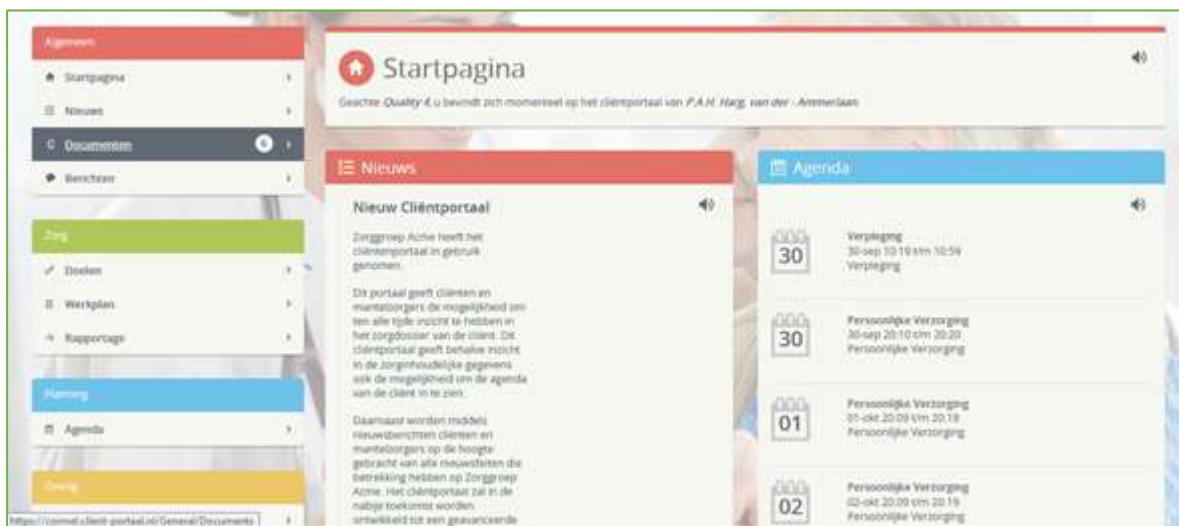 Algemeen
Startpagina
Nieuws
Documenten 6
Berichten
Zorg
Doelen
Werkplan
Rapportage
Planning
Agenda
Overig
https://cormel.client-portaal.nl/General/Documents
Startpagina
Geachte Quality 4, u bevindt zich momenteel op het cliëntportaal van P.A.H. Harg, van der - Ammerlaan.
Nieuws
Nieuw Cliëntportaal
Zorggroep Acme heeft het
cliëntenportaal in gebruik
genomen.
Dit portaal geeft cliënten en
mantelzorgers de mogelijkheid om
ten alle tijde inzicht te hebben in
het zorgdossier van de cliënt. Dit
cliëntportaal geeft behalve inzicht
in de zorginhoudelijke gegevens
ook de mogelijkheid om de agenda
van de cliënt in te zien.
Daarnaast worden middels
nieuwsberichten cliënten en
mantelzorgers op de hoogte
gebracht van alle nieuwsfeiten die
betrekking hebben op Zorggroep
Acme. Het cliëntportaal zal in de
nabije toekomst worden
ontwikkeld tot een geavanceerde
Agenda
30
Verpleging
30-sep 10:19 t/m 10:59
Verpleging
30
Persoonlijke Verzorging
30-sep 20:10 t/m 20:20
Persoonlijke Verzorging
01
Persoonlijke Verzorging
01-okt 20:09 t/m 20:19
Persoonlijke Verzorging
02
Persoonlijke Verzorging
02-okt 20:09 t/m 20:19
Persoonlijke Verzorging